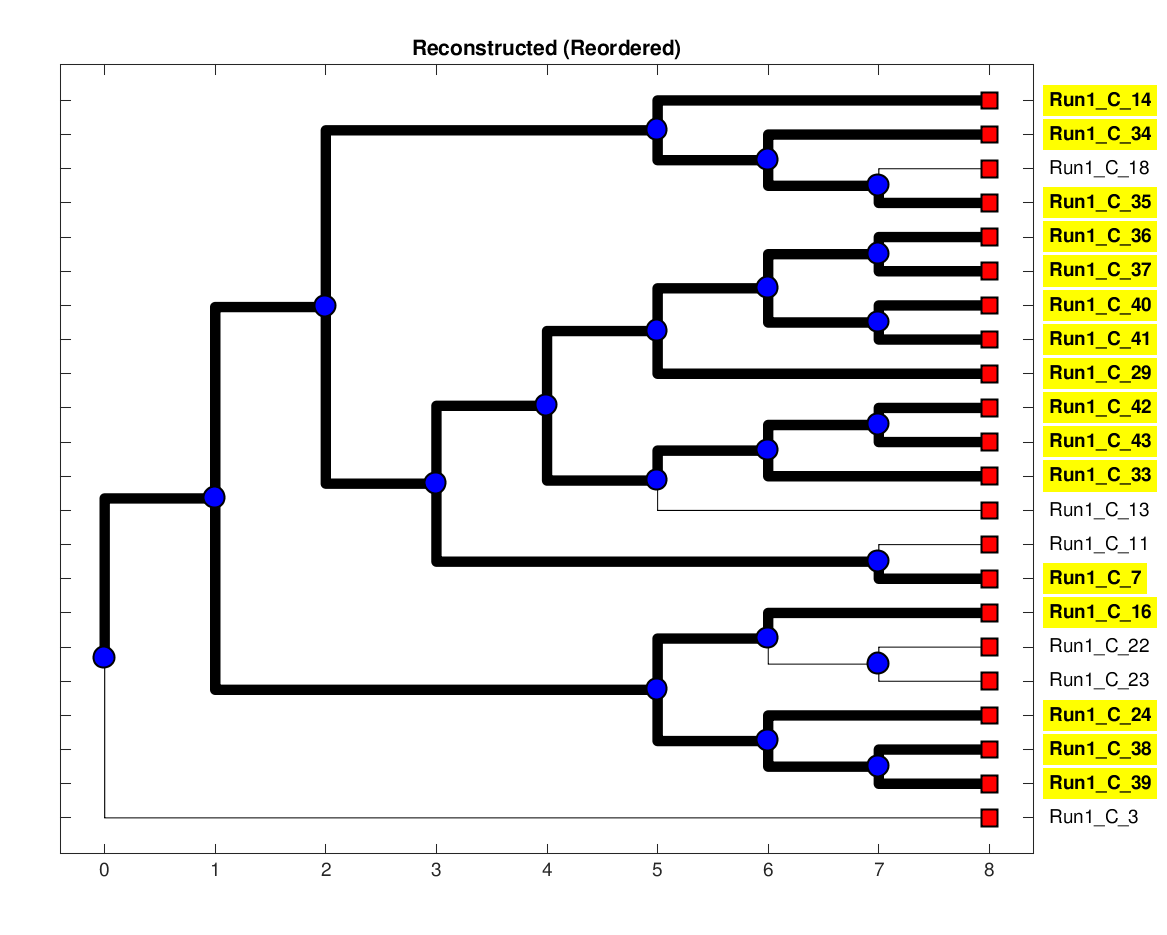 Reconstructed (Reordered)
Run1_C_14
Run1_C_34
Run1_C_18
Run1_C_35
Run1_C_36
Run1_C_37
Run1_C_40
Run1_C_41
Run1_C_29
Run1_C_42
Run1_C_43
Run1_C_33
Run1_C_13
Run1_C_11
Run1_C_7
Run1_C_16
Run1_C_22
Run1_C_23
Run1_C_24
Run1_C_38
Run1_C_39
Run1_C_3
0 1 2 3 4 5 6 7 8